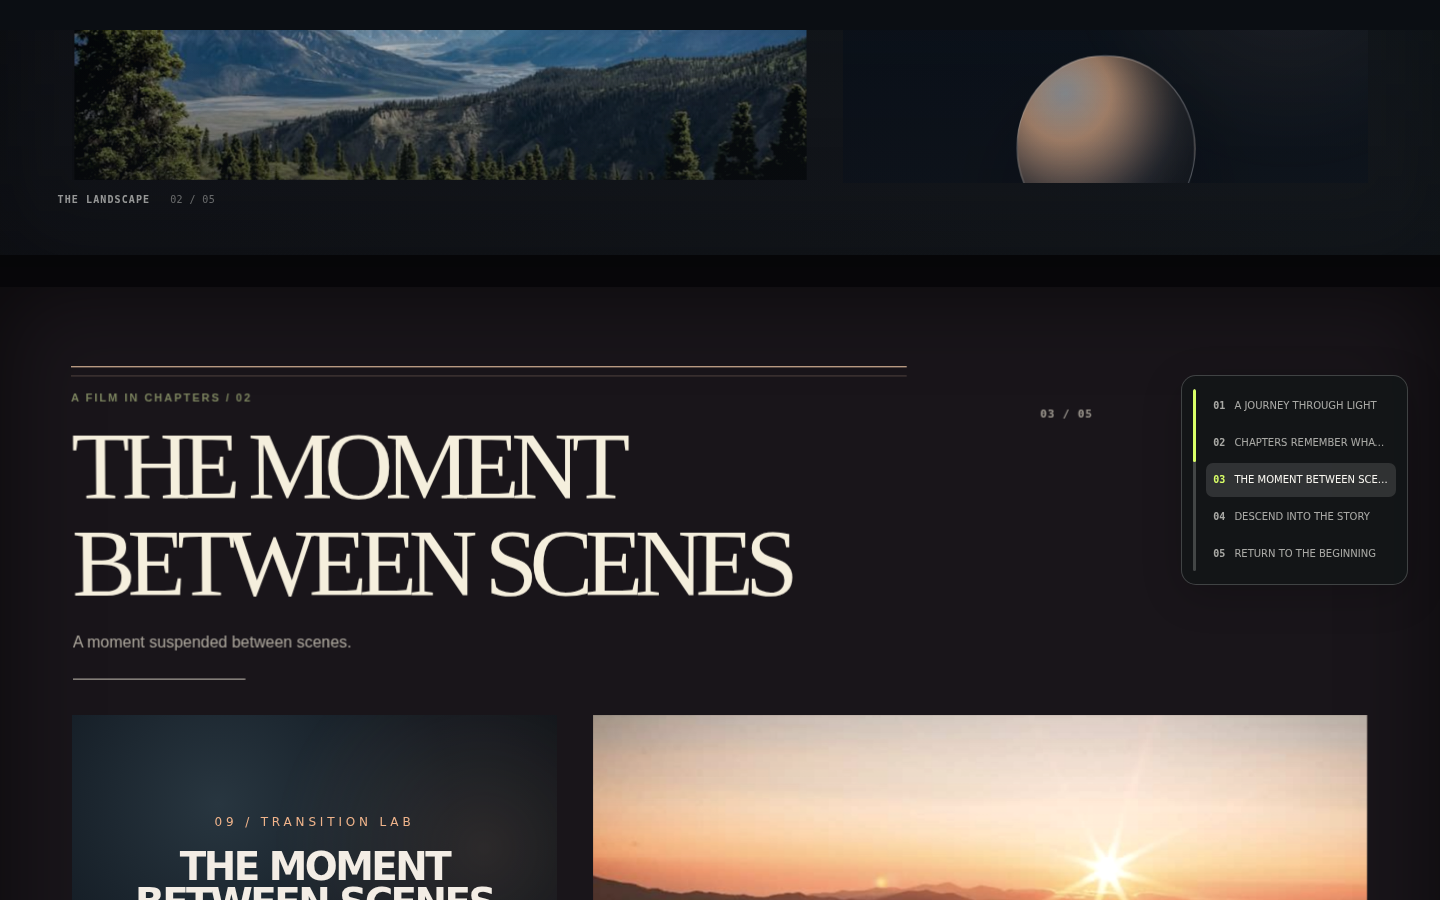 THE LANDSCAPE 02 / 05
A FILM IN CHAPTERS / 02
03 / 05
THE MOMENT
BETWEEN SCENES
A moment suspended between scenes.
01 A JOURNEY THROUGH LIGHT
02 CHAPTERS REMEMBER WHA...
03 THE MOMENT BETWEEN SCE...
04 DESCEND INTO THE STORY
05 RETURN TO THE BEGINNING
09 / TRANSITION LAB
THE MOMENT
BETWEEN SCENES